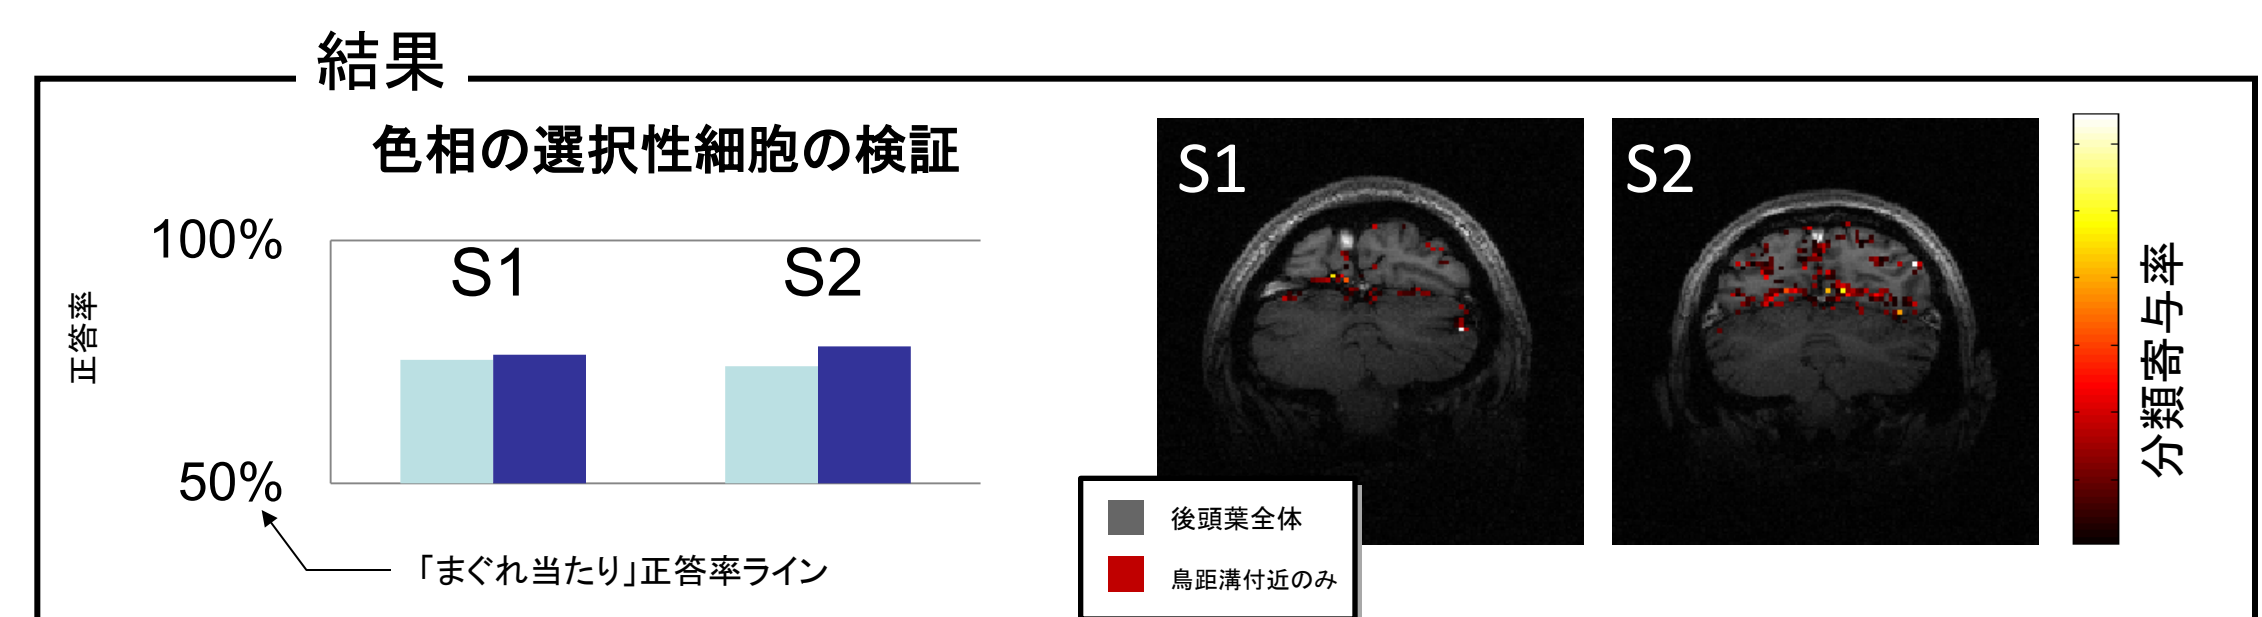 結果
色相の選択性細胞の検証
100%
S1
S2
正答率
50%
「まぐれ当たり」正答率ライン
S1
S2
分類寄与率
後頭葉全体
鳥距溝付近のみ